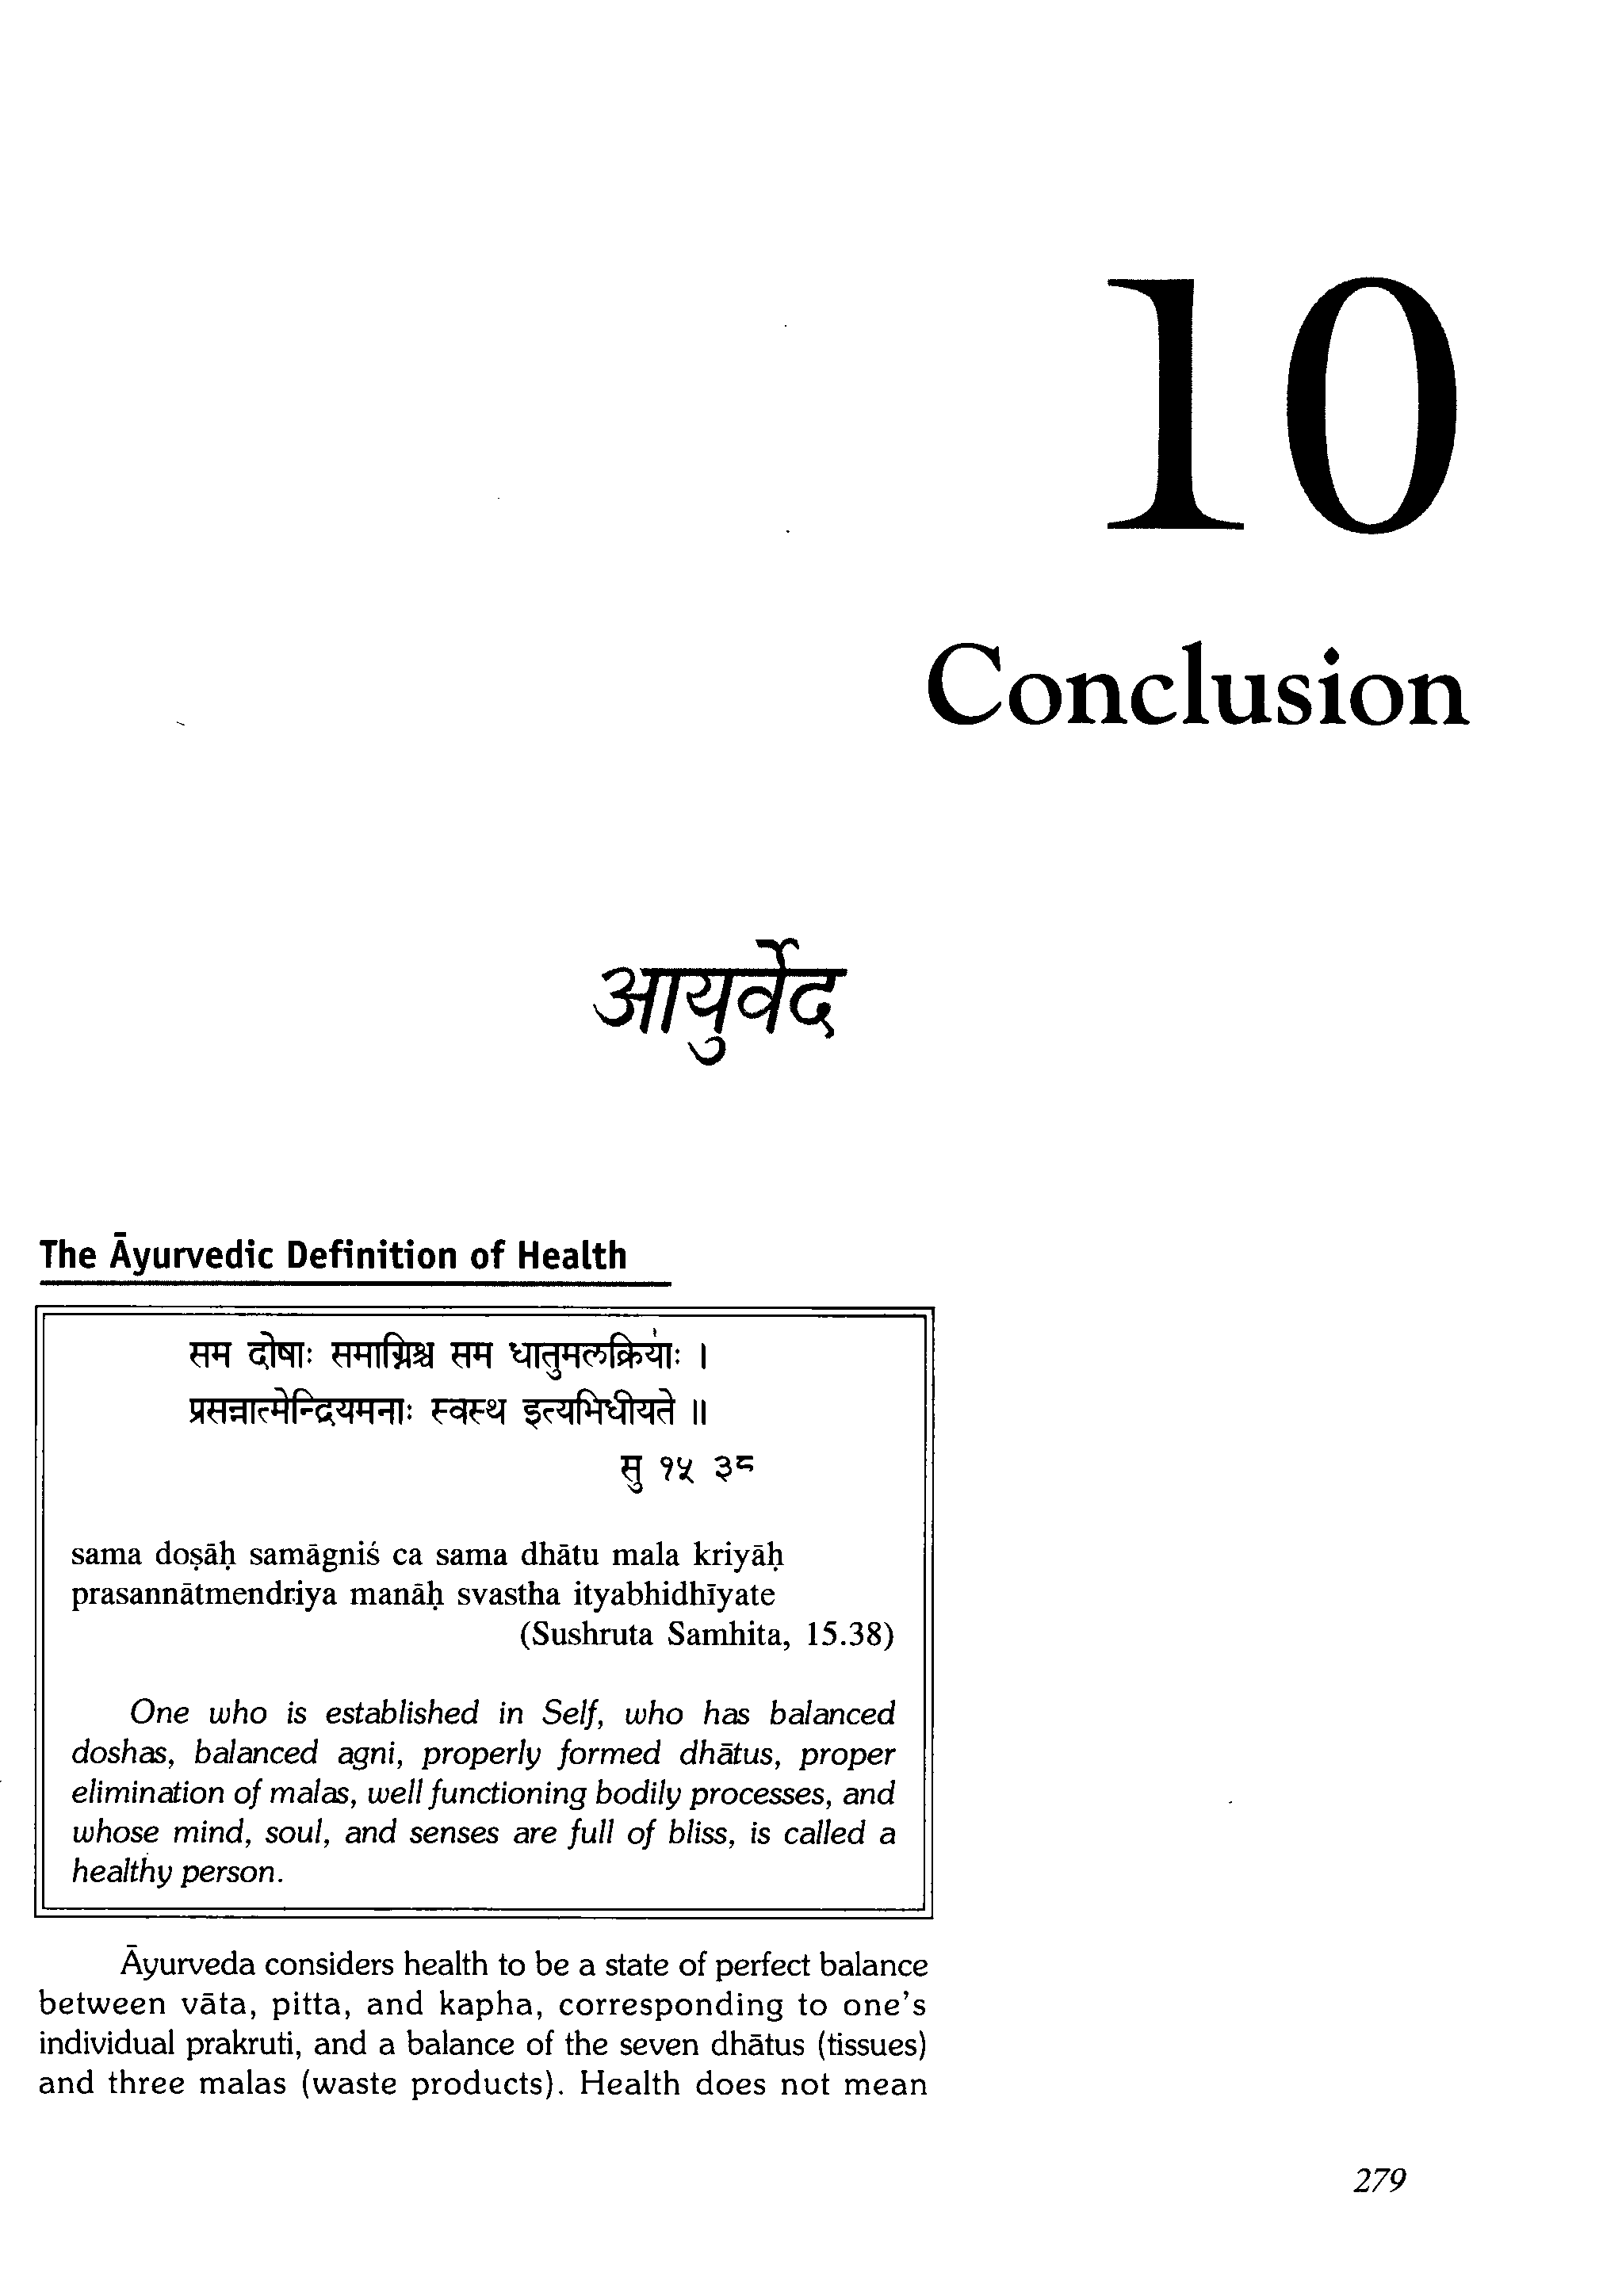 10
Conclusion
आयुर्वेद
The Āyurvedic Definition of Health
सम दोषाः समाग्निश्च सम धातुमलक्रियाः ।
प्रसन्नात्मेन्द्रियमनाः स्वस्थ इत्यभिधीयते ॥
सु १५ ३८
sama doṣāḥ samāgniś ca sama dhātu mala kriyāḥ
prasannātmendriya manāḥ svastha ityabhidhīyate
(Sushruta Samhita, 15.38)
One who is established in Self, who has balanced
doshas, balanced agni, properly formed dhātus, proper
elimination of malas, well functioning bodily processes, and
whose mind, soul, and senses are full of bliss, is called a
healthy person.
Āyurveda considers health to be a state of perfect balance
between vāta, pitta, and kapha, corresponding to one's
individual prakruti, and a balance of the seven dhātus (tissues)
and three malas (waste products). Health does not mean
279